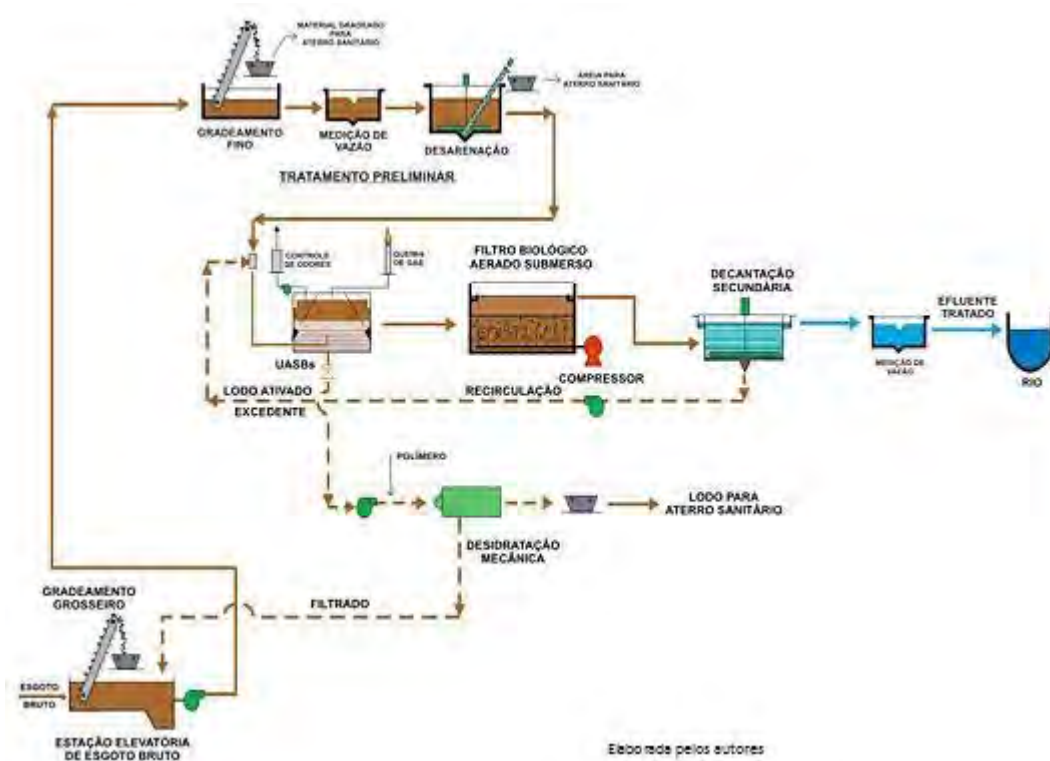 MATERIAL GRADEADO
PARA
ATERRO SANITÁRIO
AREIA PARA
ATERRO SANITÁRIO
GRADEAMENTO
FINO
MEDIÇÃO DE
VAZÃO
DESARENAÇÃO
TRATAMENTO PRELIMINAR
CONTROLE
DE ODORES
QUEIMA
DE GÁS
FILTRO BIOLÓGICO
AERADO SUBMERSO
DECANTAÇÃO
SECUNDÁRIA
EFLUENTE
TRATADO
MEDIÇÃO DE
VAZÃO
RIO
UASBs
COMPRESSOR
LODO ATIVADO
EXCEDENTE
RECIRCULAÇÃO
POLÍMERO
LODO PARA
ATERRO SANITÁRIO
DESIDRATAÇÃO
MECÂNICA
GRADEAMENTO
GROSSEIRO
FILTRADO
ESGOTO
BRUTO
ESTAÇÃO ELEVATÓRIA
DE ESGOTO BRUTO
Elaborada pelos autores